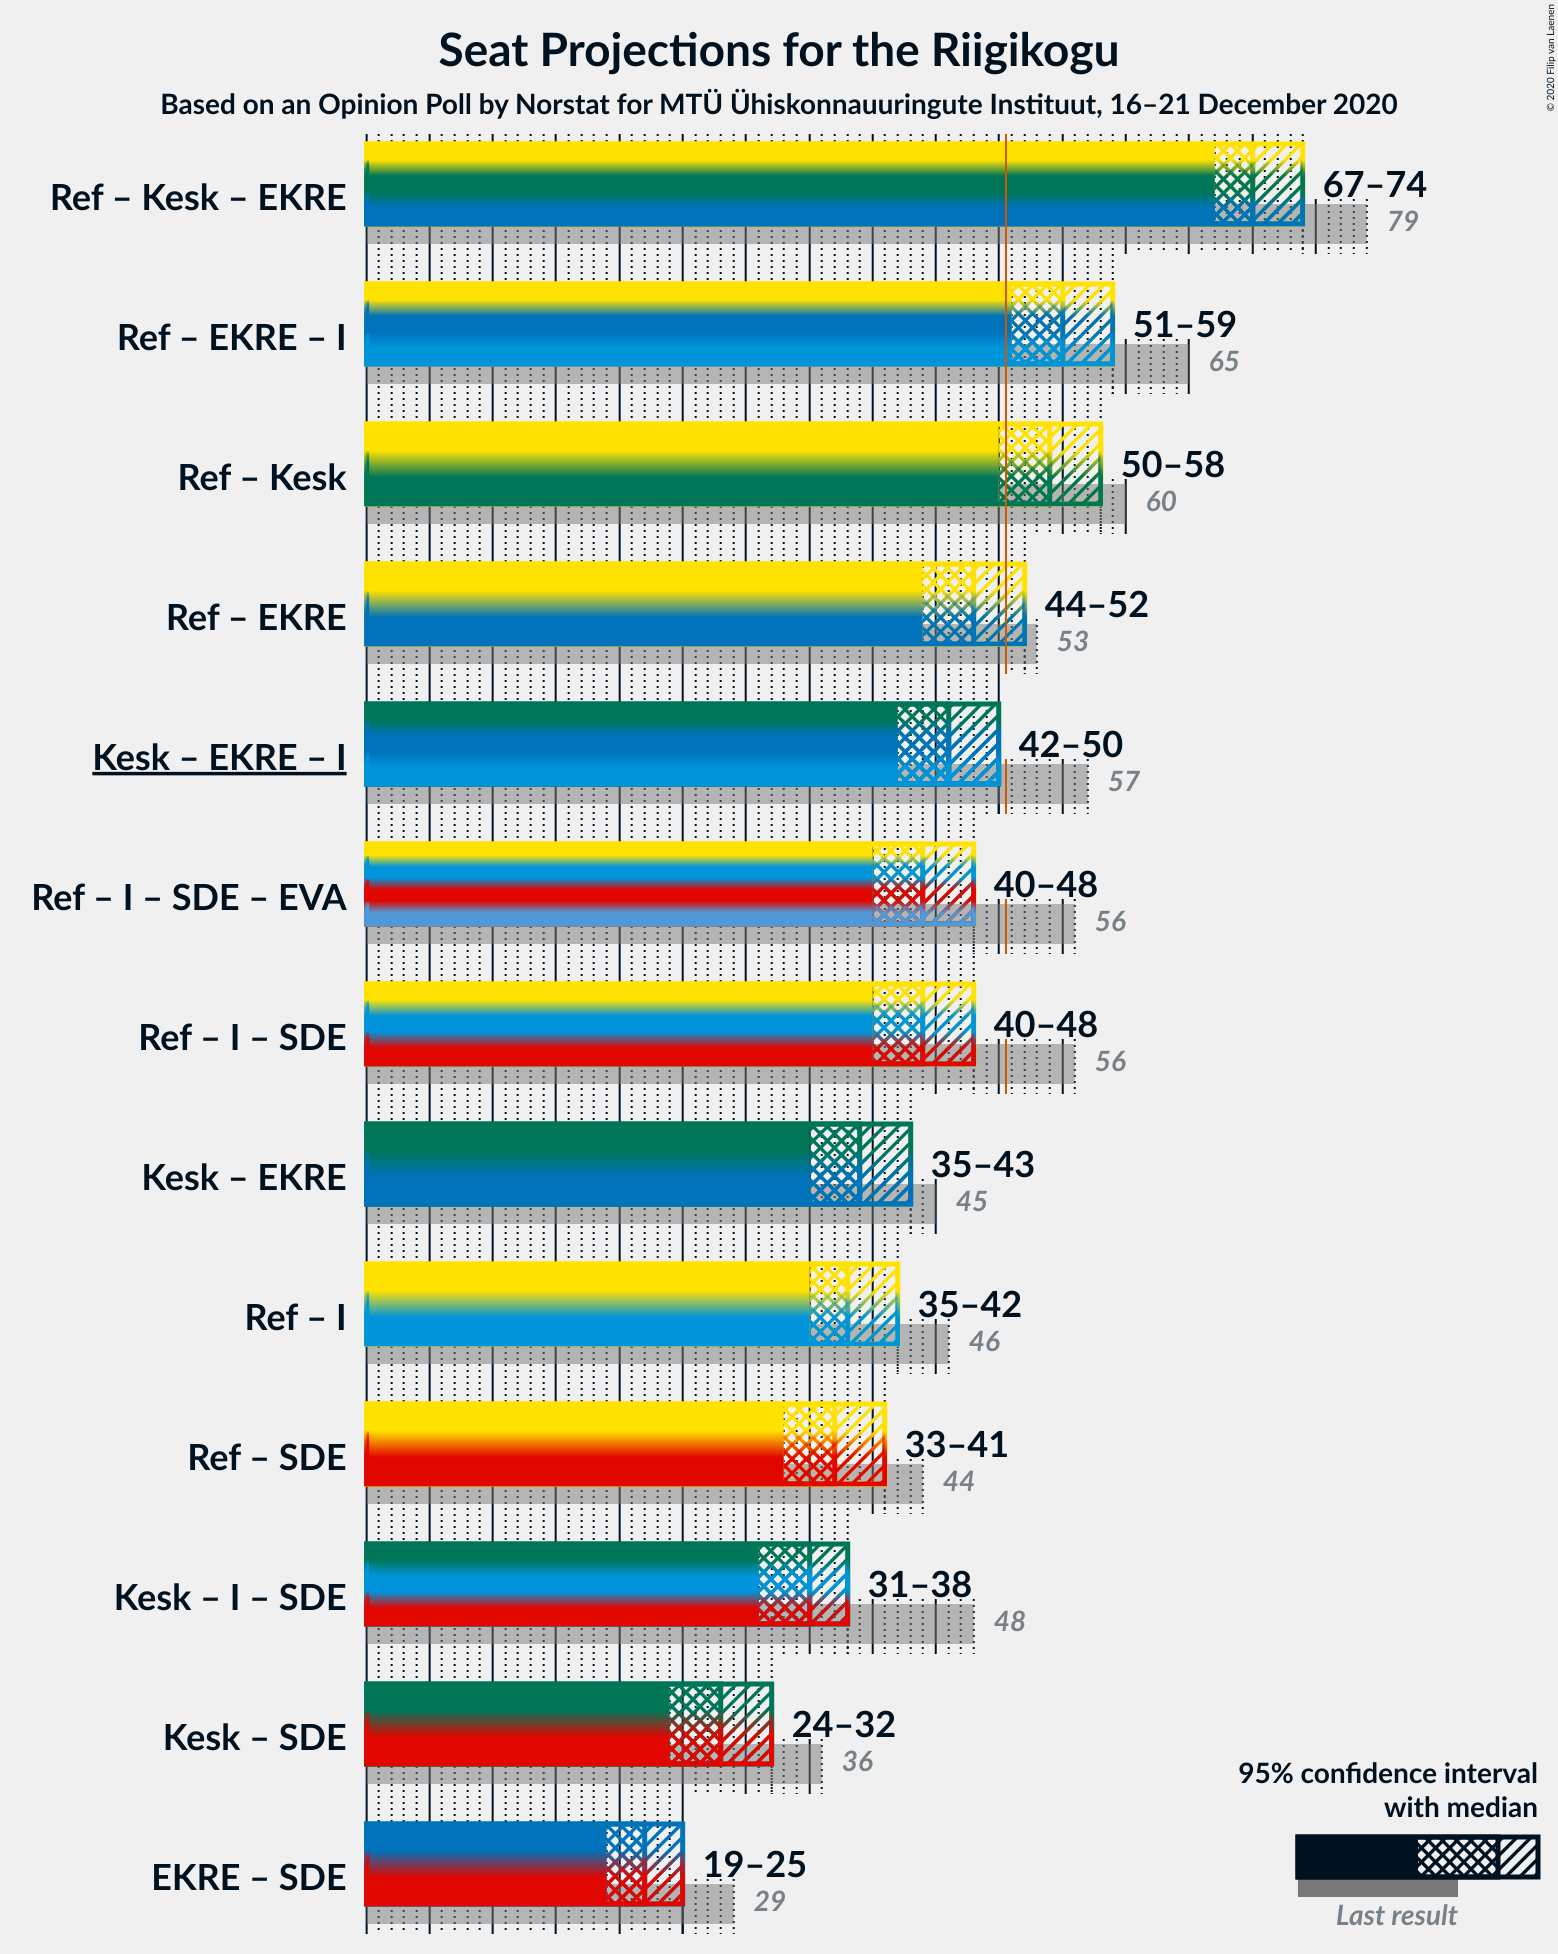 Seat Projections for the Riigikogu
Based on an Opinion Poll by Norstat for MTÜ Ühiskonnauuringute Instituut, 16–21 December 2020
© 2020 Filip van Laenen
Ref – Kesk – EKRE
67–74
79
Ref – EKRE – I
51–59
65
Ref – Kesk
50–58
60
Ref – EKRE
44–52
53
Kesk – EKRE – I
42–50
57
Ref – I – SDE – EVA
40–48
56
Ref – I – SDE
40–48
56
Kesk – EKRE
35–43
45
Ref – I
35–42
46
Ref – SDE
33–41
44
Kesk – I – SDE
31–38
48
Kesk – SDE
24–32
36
EKRE – SDE
19–25
29
95% confidence interval
with median
Last result